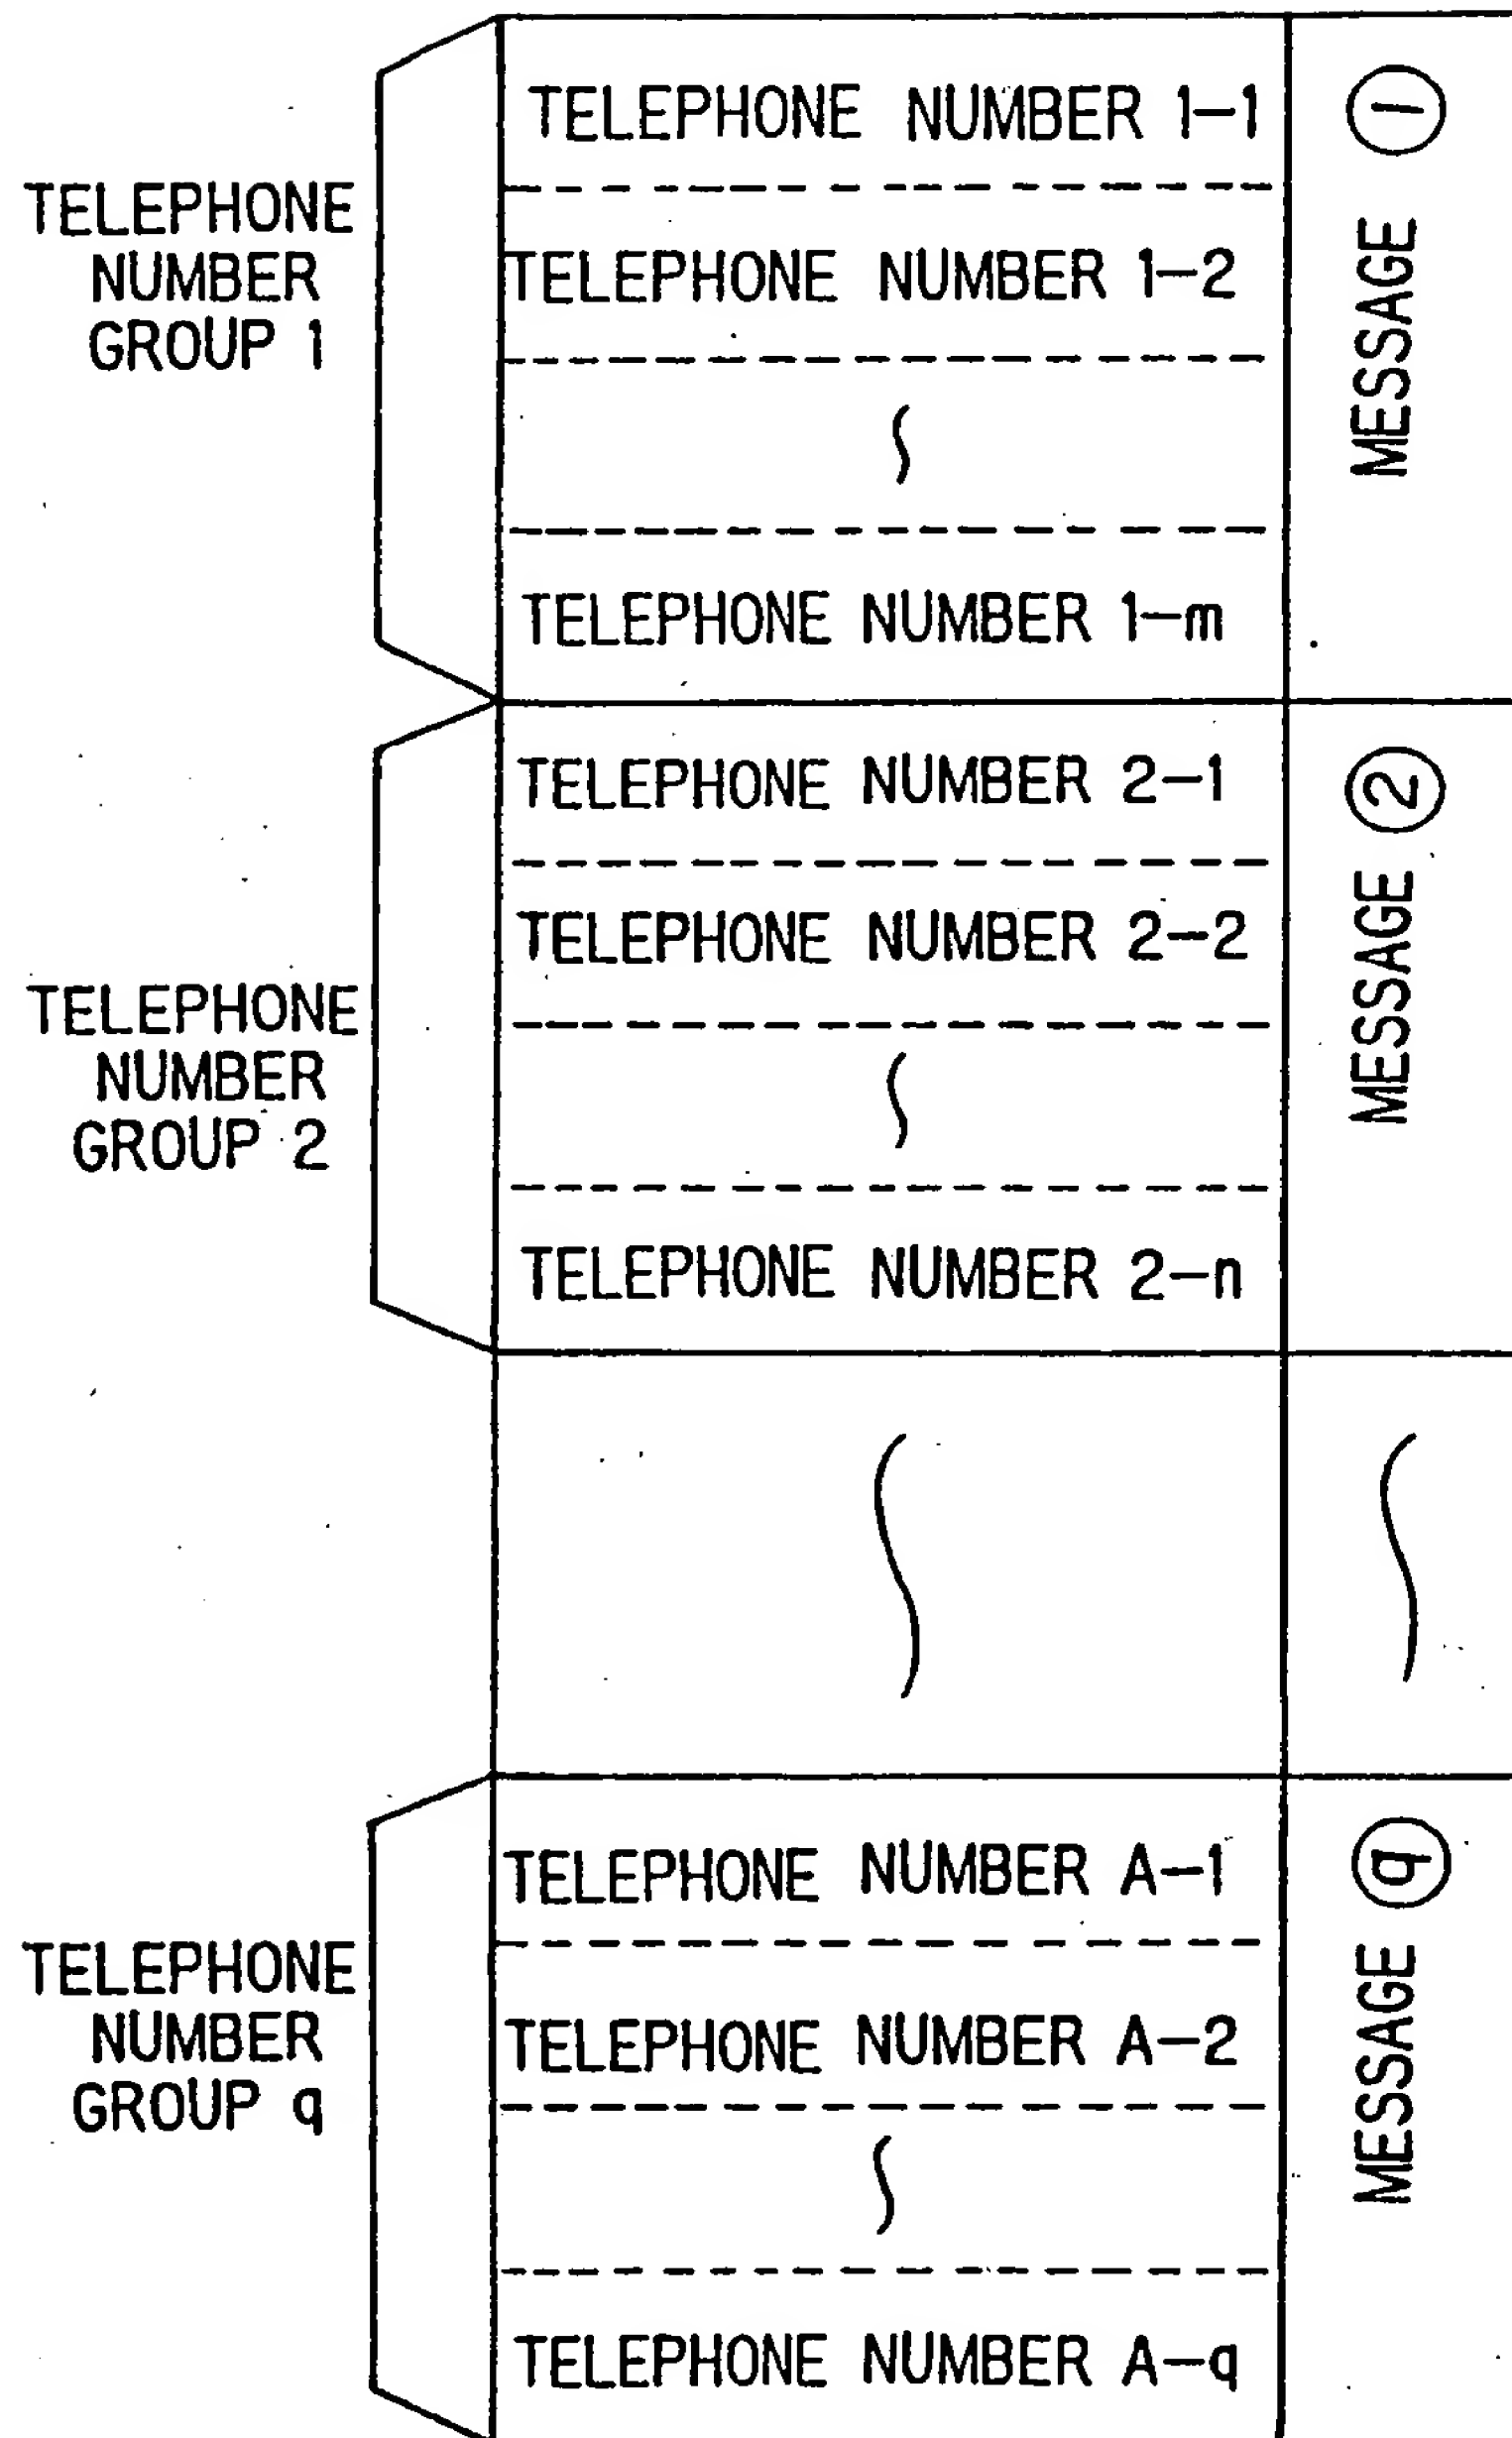 TELEPHONE
NUMBER
GROUP 1
TELEPHONE NUMBER 1-1
TELEPHONE NUMBER 1-2
TELEPHONE NUMBER 1-m
MESSAGE 1
TELEPHONE
NUMBER
GROUP 2
TELEPHONE NUMBER 2-1
TELEPHONE NUMBER 2-2
TELEPHONE NUMBER 2-n
MESSAGE 2
TELEPHONE
NUMBER
GROUP q
TELEPHONE NUMBER A-1
TELEPHONE NUMBER A-2
TELEPHONE NUMBER A-q
MESSAGE q